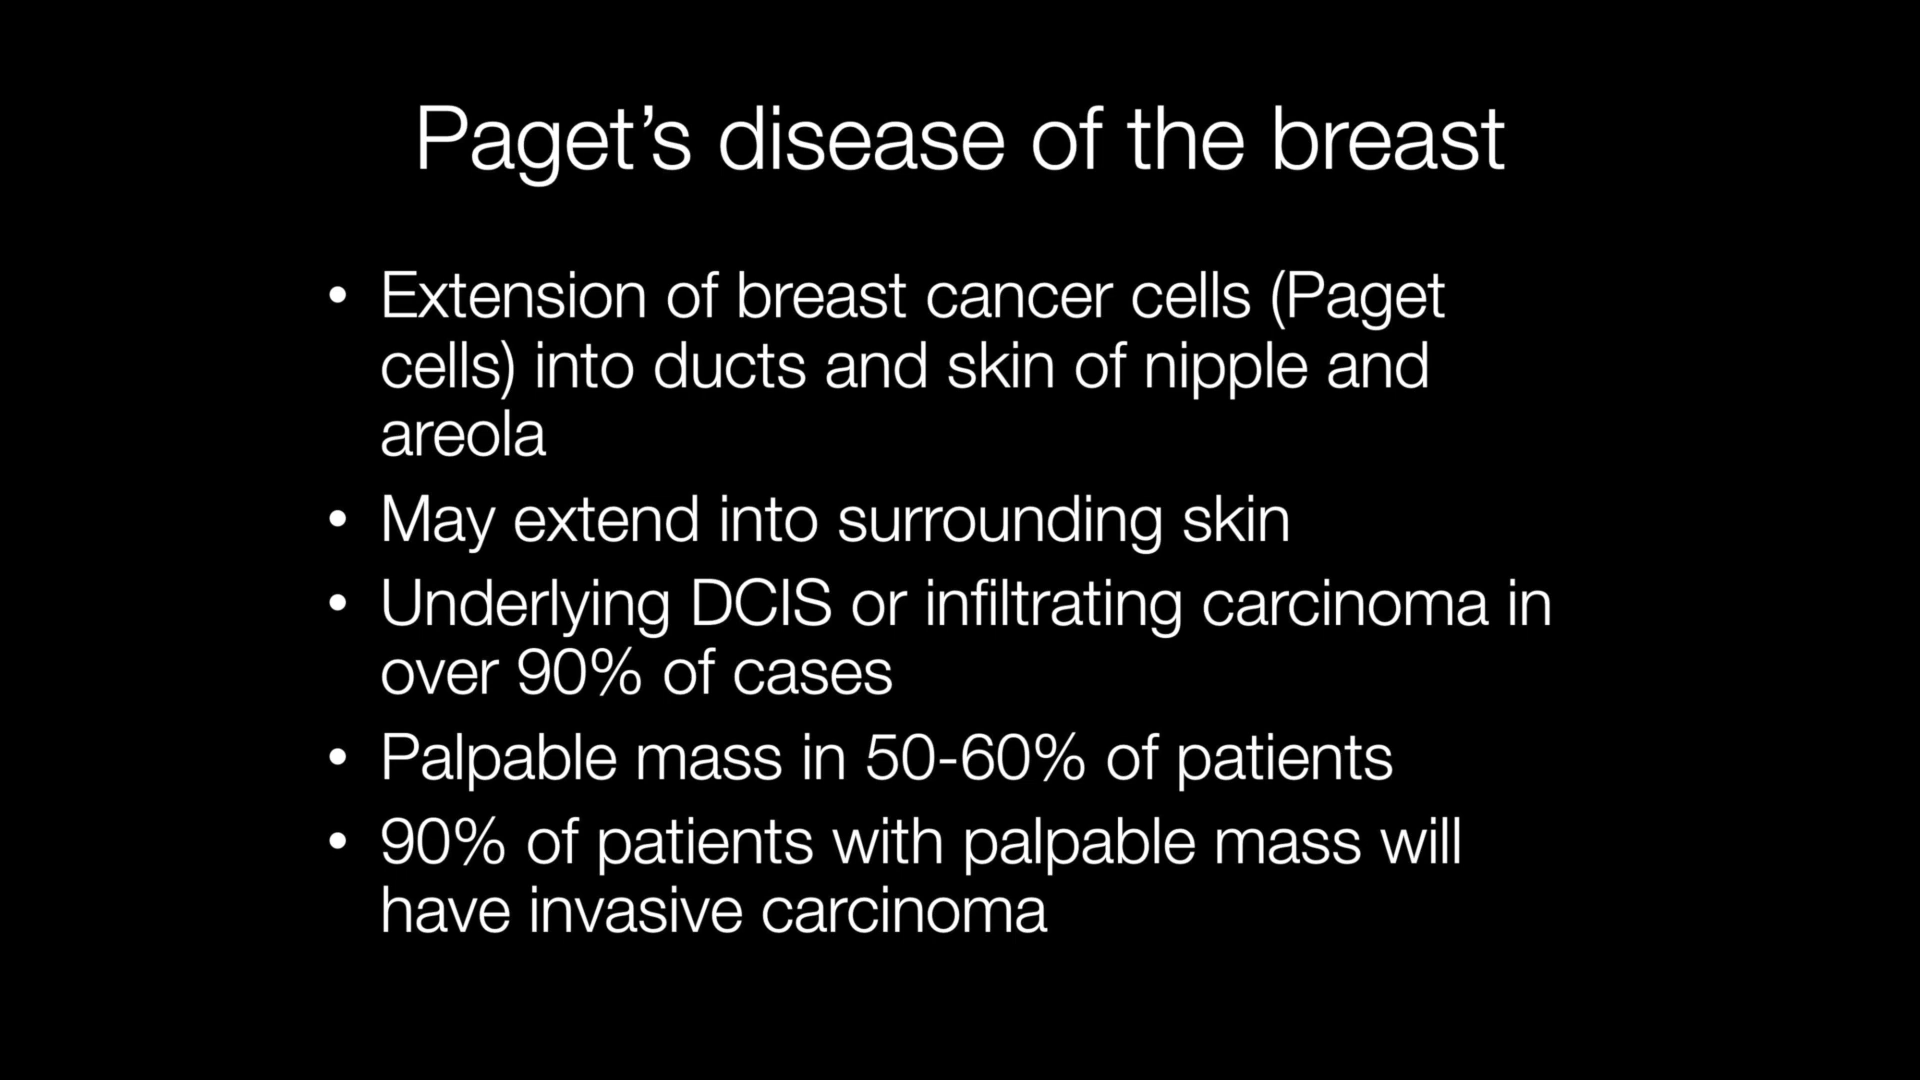 Paget’s disease of the breast
• Extension of breast cancer cells (Paget
cells) into ducts and skin of nipple and
areola
• May extend into surrounding skin
• Underlying DCIS or infiltrating carcinoma in
over 90% of cases
• Palpable mass in 50-60% of patients
• 90% of patients with palpable mass will
have invasive carcinoma